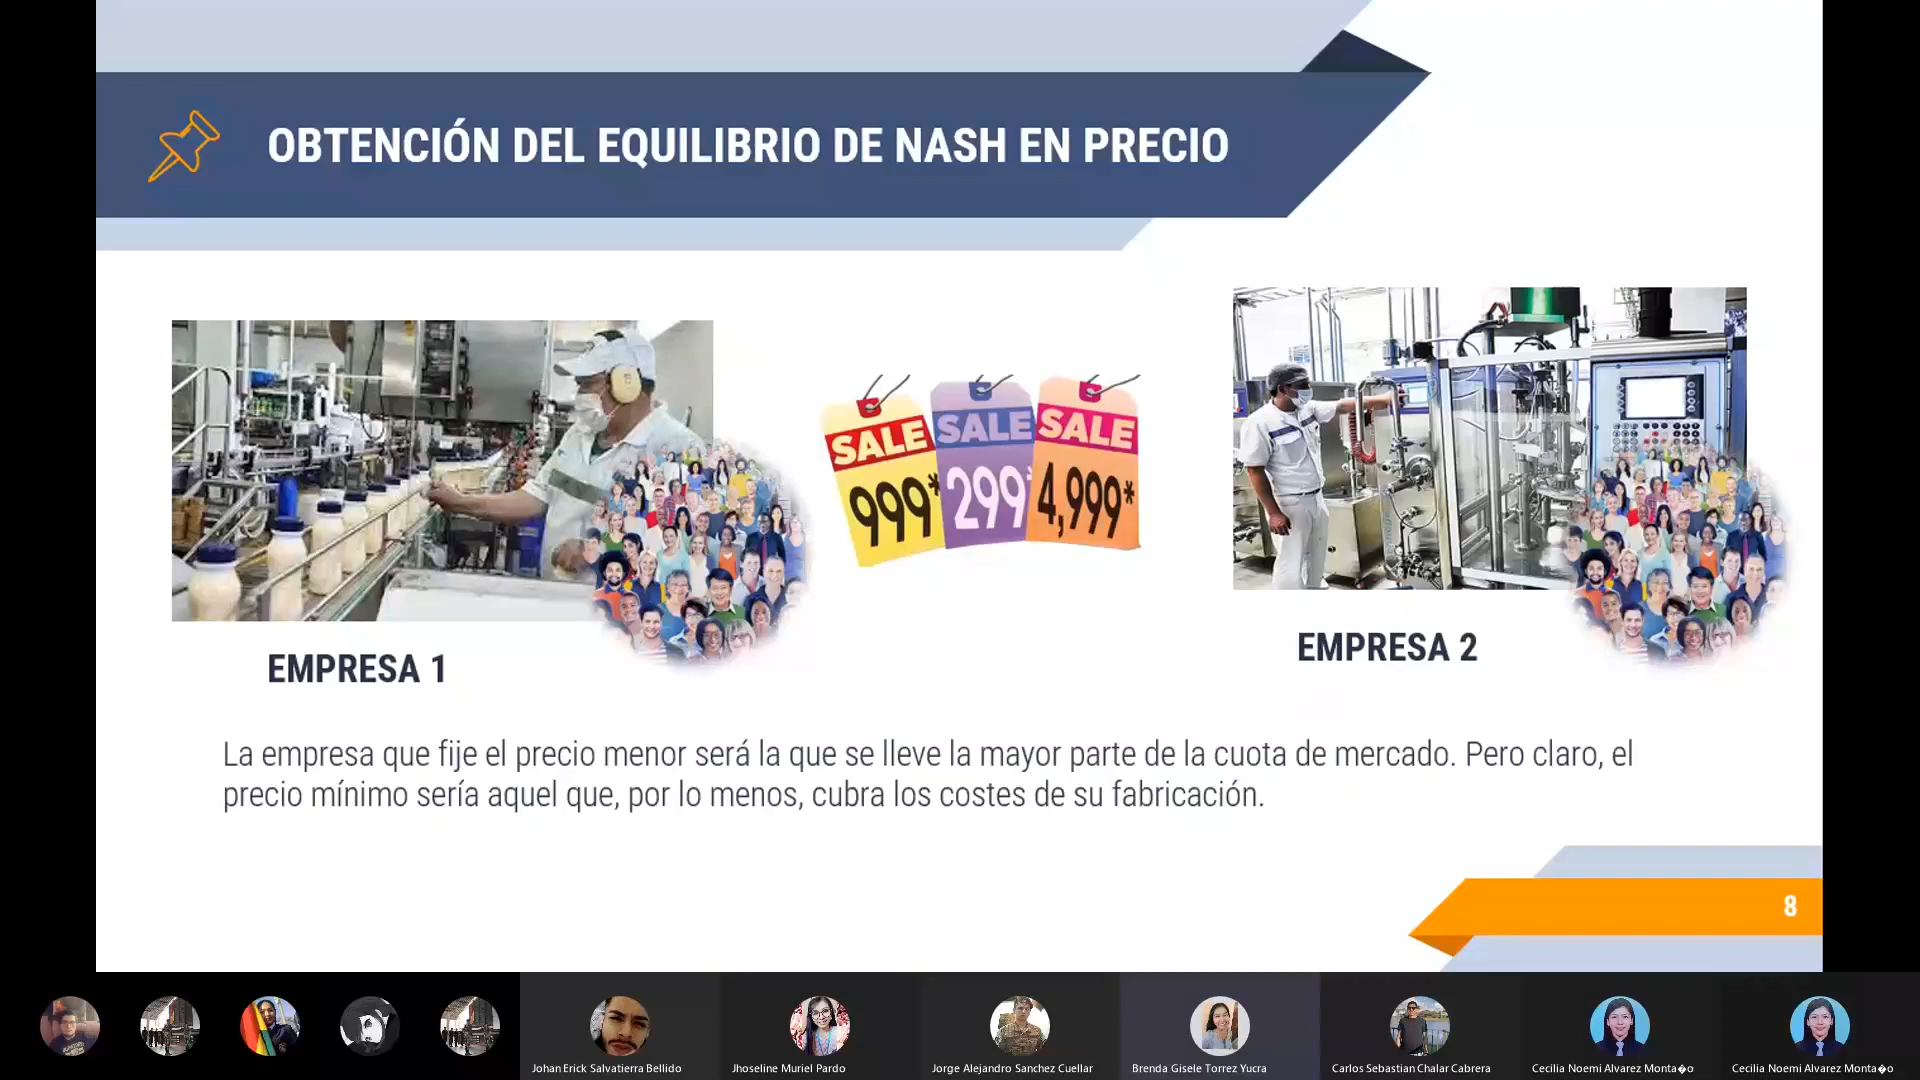 OBTENCIÓN DEL EQUILIBRIO DE NASH EN PRECIO
SALE
999*
SALE
299*
SALE
4,999*
EMPRESA 1
EMPRESA 2
La empresa que fije el precio menor será la que se lleve la mayor parte de la cuota de mercado. Pero claro, el
precio mínimo sería aquel que, por lo menos, cubra los costes de su fabricación.
8
Johan Erick Salvatierra Bellido
Jhoseline Muriel Pardo
Jorge Alejandro Sanchez Cuellar
Brenda Gisele Torrez Yucra
Carlos Sebastian Chalar Cabrera
Cecilia Noemi Alvarez Monta�o
Cecilia Noemi Alvarez Monta�o